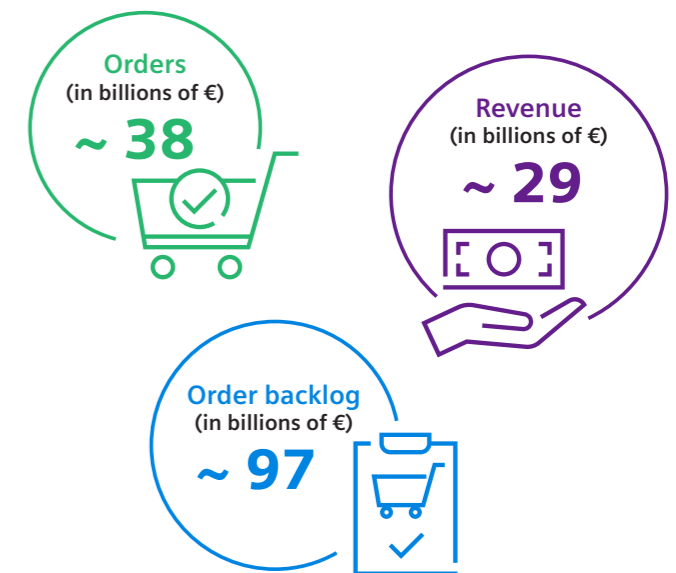 Orders
(in billions of €)
~ 38
Revenue
(in billions of €)
~ 29
Order backlog
(in billions of €)
~ 97